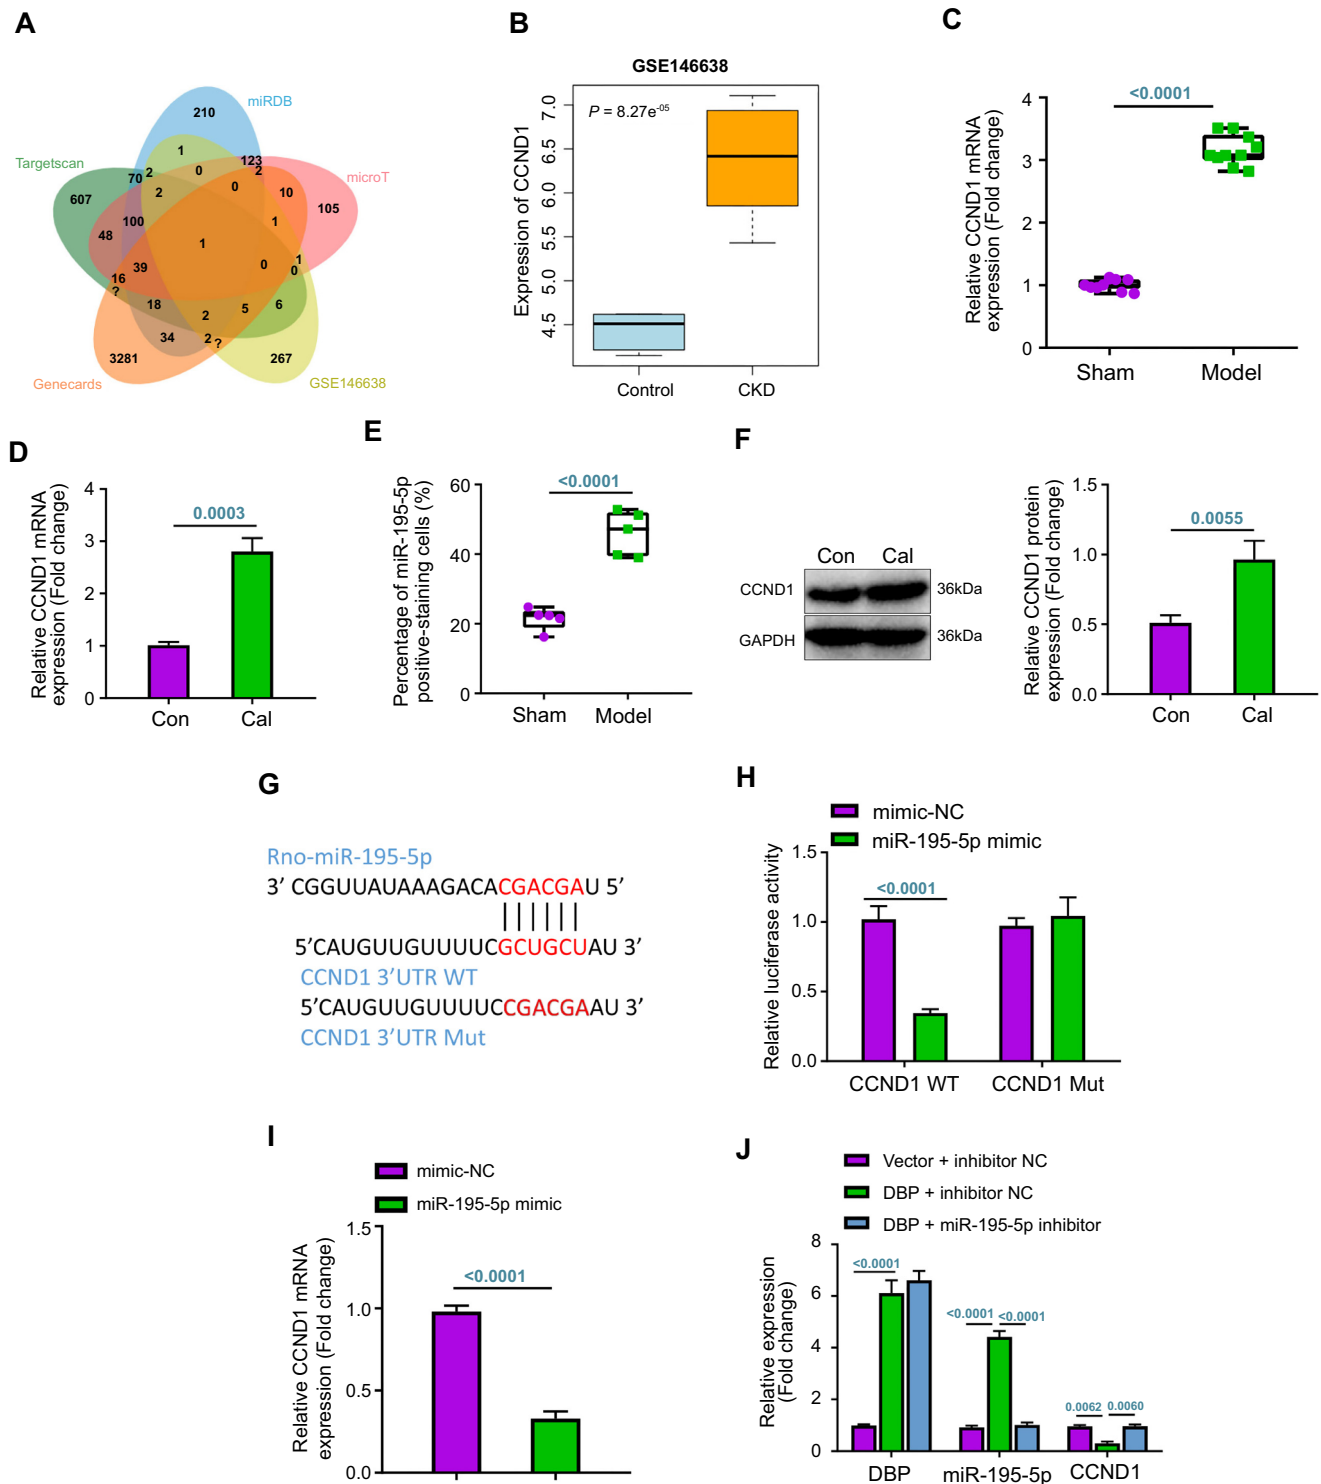 A
miRDB
210
Targetscan
microT
607
70
2
1
0
123
2
0
10
105
2
100
48
1
1
39
0
1
0
16
?
18
2
5
6
34
2
?
3281
267
Genecards
GSE146638
B
GSE146638
P = 8.27e-05
Expression of CCND1
7.0
6.5
6.0
5.5
5.0
4.5
Control
CKD
C
<0.0001
Relative CCND1 mRNA
expression (Fold change)
4
3
2
1
0
Sham
Model
D
0.0003
Relative CCND1 mRNA
expression (Fold change)
4
3
2
1
0
Con
Cal
E
<0.0001
Percentage of miR-195-5p
positive-staining cells (%)
60
40
20
0
Sham
Model
F
Con Cal
CCND1
36kDa
GAPDH
36kDa
0.0055
Relative CCND1 protein
expression (Fold change)
1.5
1.0
0.5
0.0
Con
Cal
G
Rno-miR-195-5p
3′ CGGUUAUAAAGACACGACGAU 5′
5′CAUGUUGUUUUCGCUGCUAU 3′
CCND1 3′UTR WT
5′CAUGUUGUUUUCCGACGAAU 3′
CCND1 3′UTR Mut
H
mimic-NC
miR-195-5p mimic
<0.0001
Relative luciferase activity
1.5
1.0
0.5
0.0
CCND1 WT
CCND1 Mut
I
mimic-NC
miR-195-5p mimic
<0.0001
Relative CCND1 mRNA
expression (Fold change)
1.5
1.0
0.5
0.0
J
Vector + inhibitor NC
DBP + inhibitor NC
DBP + miR-195-5p inhibitor
<0.0001
<0.0001 <0.0001
0.0062 0.0060
Relative expression
(Fold change)
8
6
4
2
0
DBP
miR-195-5p
CCND1